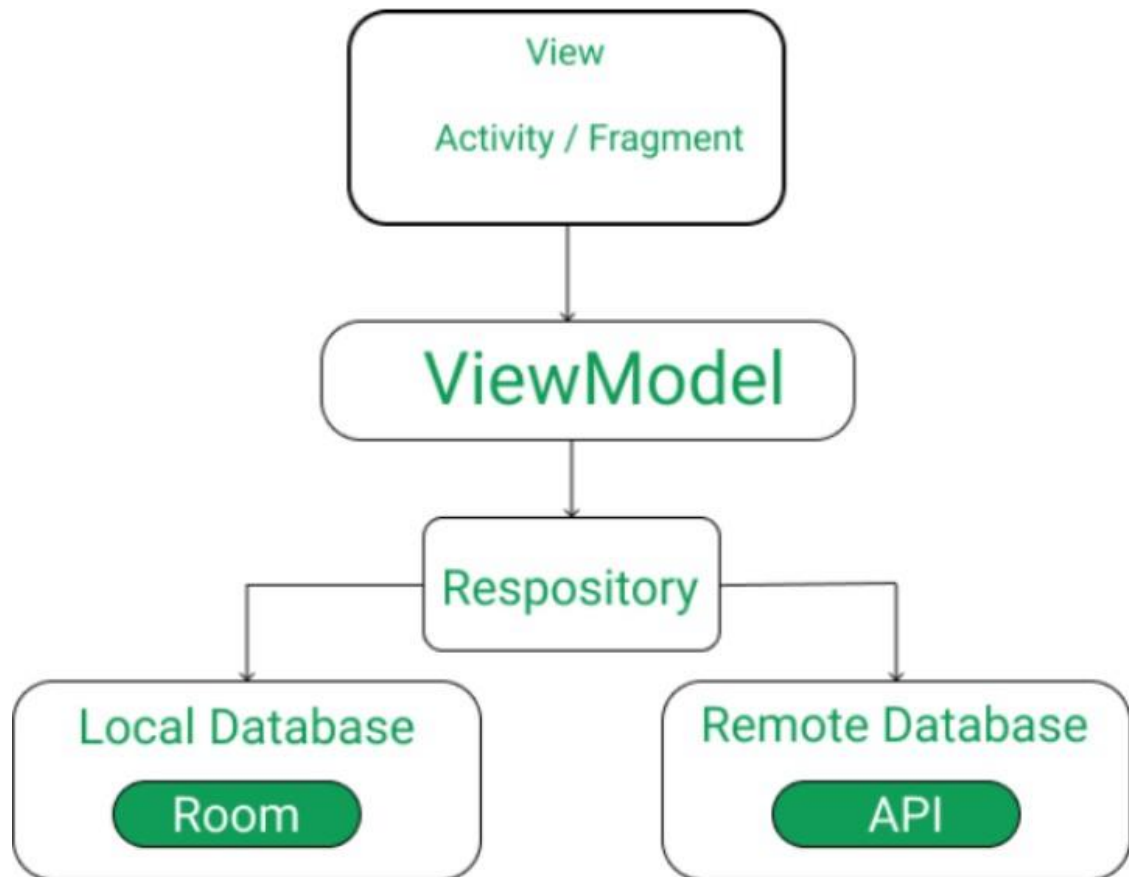 View
Activity / Fragment
ViewModel
Respository
Local Database
Room
Remote Database
API